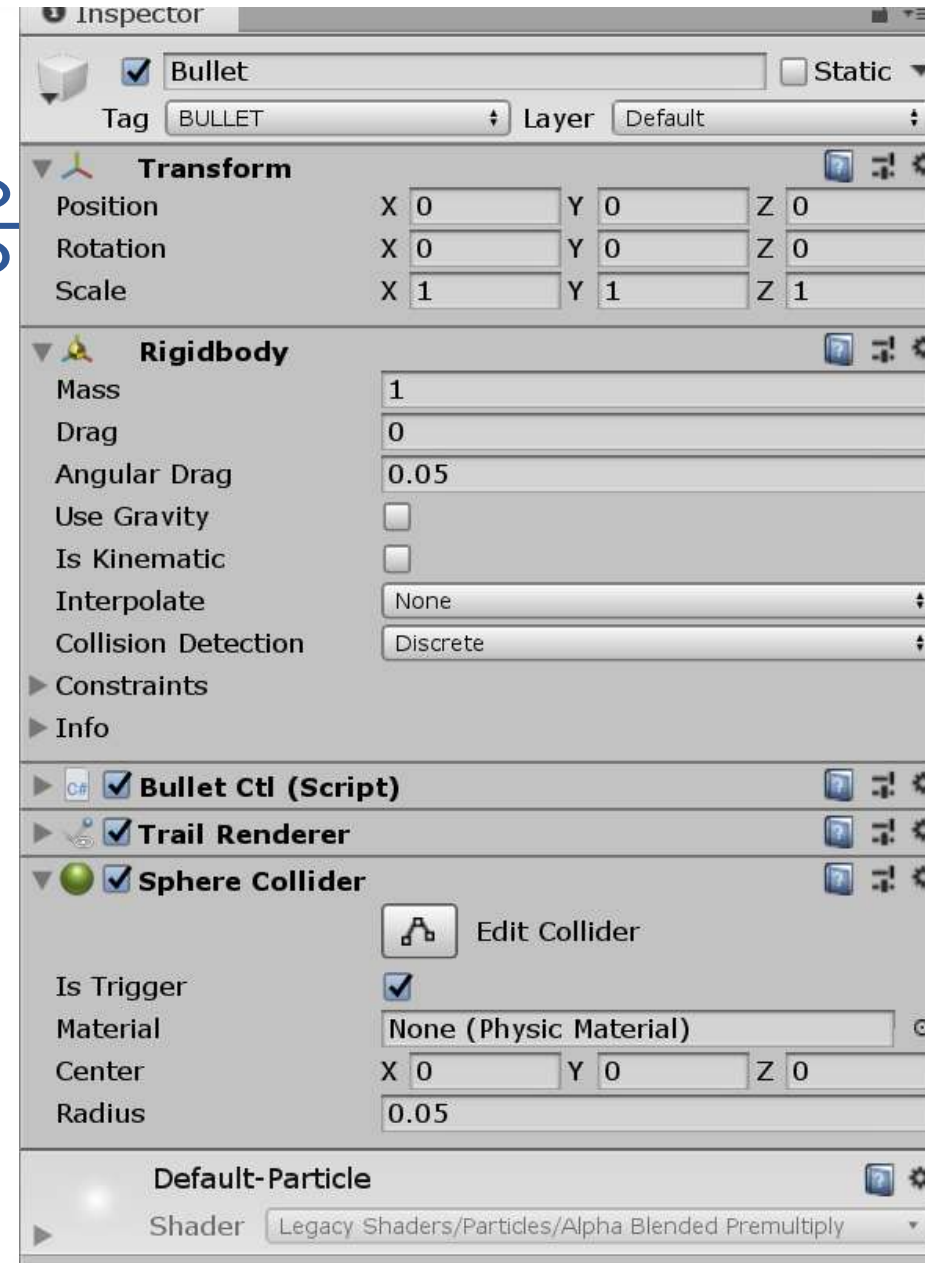 Inspector
Bullet Static
Tag BULLET Layer Default
Transform
Position X 0 Y 0 Z 0
Rotation X 0 Y 0 Z 0
Scale X 1 Y 1 Z 1
Rigidbody
Mass 1
Drag 0
Angular Drag 0.05
Use Gravity
Is Kinematic
Interpolate None
Collision Detection Discrete
Constraints
Info
C# Bullet Ctl (Script)
Trail Renderer
Sphere Collider
Edit Collider
Is Trigger
Material None (Physic Material)
Center X 0 Y 0 Z 0
Radius 0.05
Default-Particle
Shader Legacy Shaders/Particles/Alpha Blended Premultiply